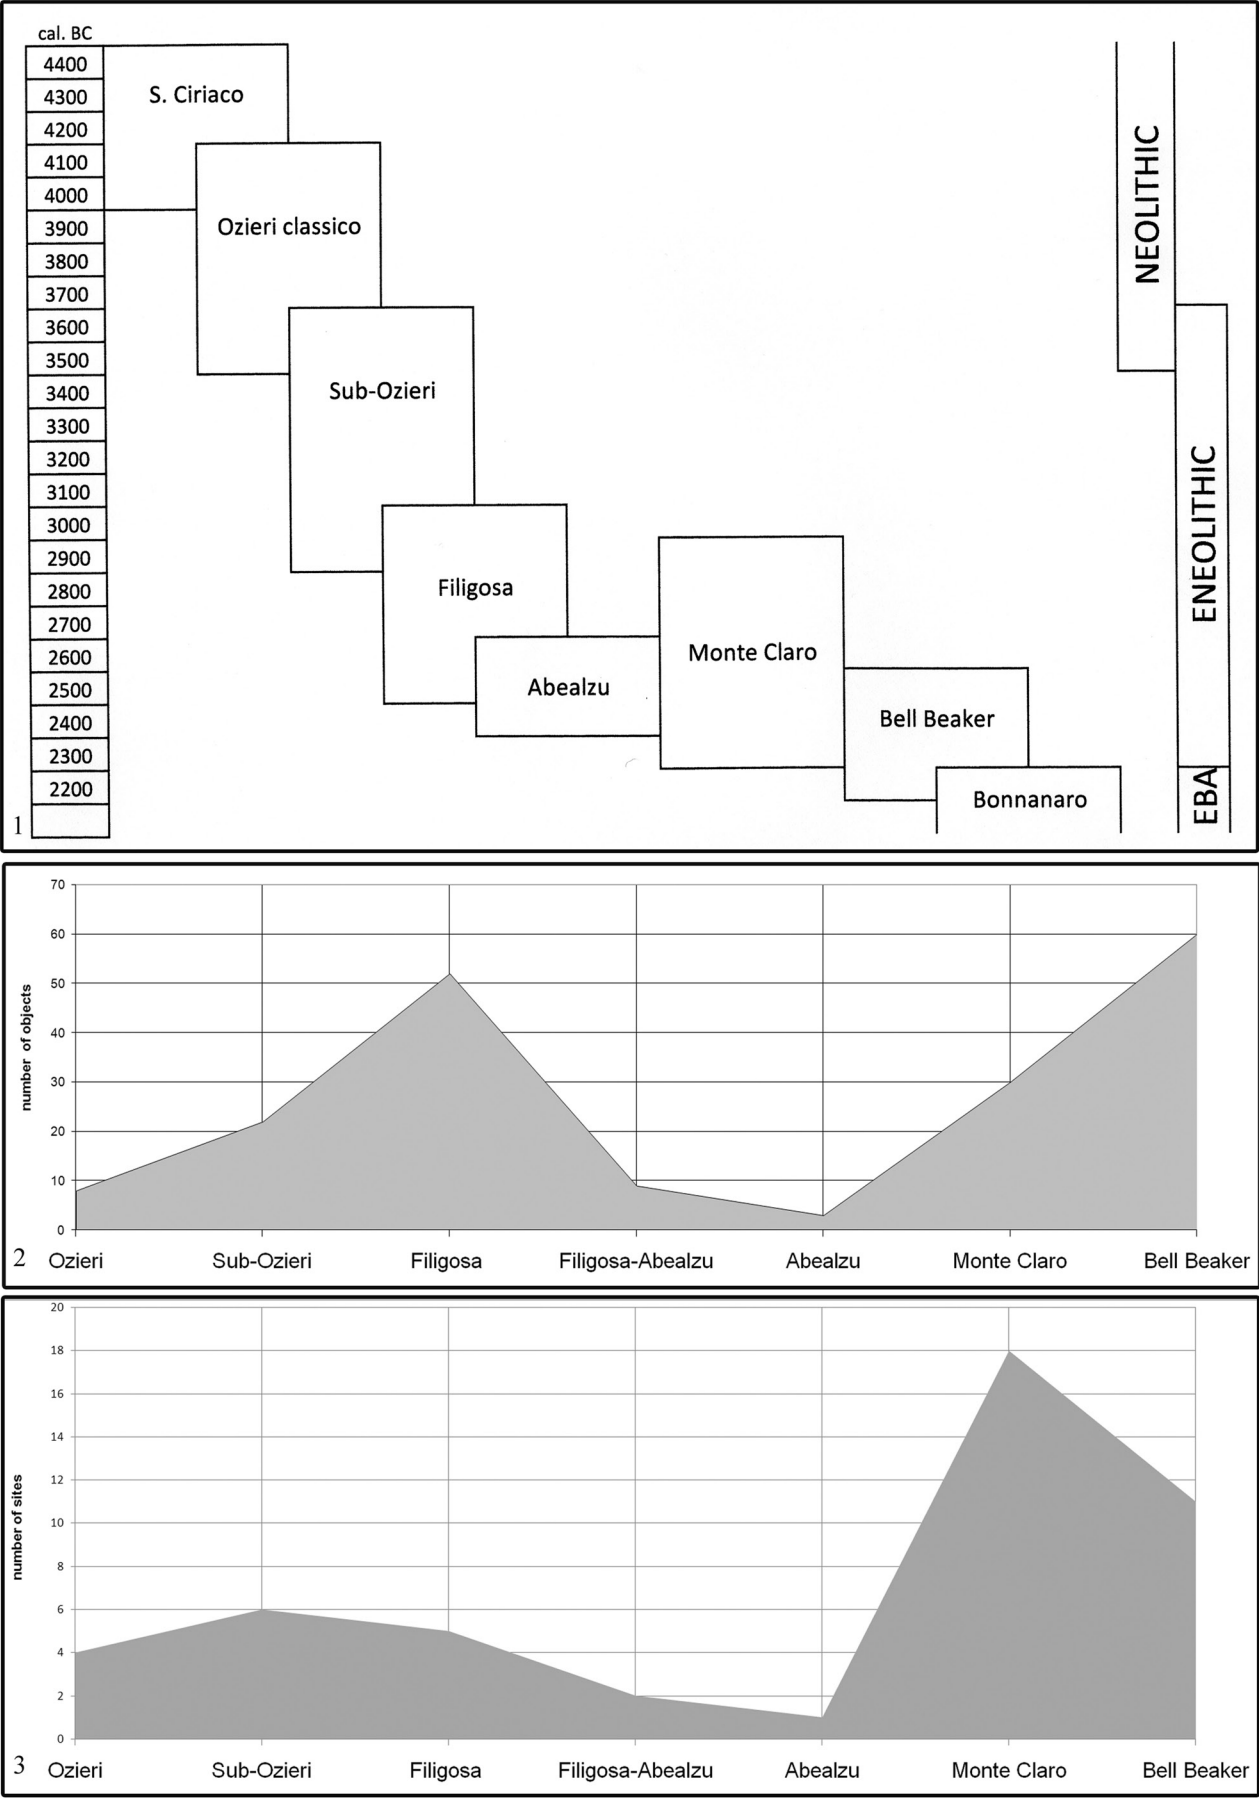 cal. BC
4400
4300
4200
4100
4000
3900
3800
3700
3600
3500
3400
3300
3200
3100
3000
2900
2800
2700
2600
2500
2400
2300
2200
S. Ciriaco
Ozieri classico
Sub-Ozieri
Filigosa
Abealzu
Monte Claro
Bell Beaker
Bonnanaro
NEOLITHIC
ENEOLITHIC
EBA
1
number of objects
70
60
50
40
30
20
10
0
2
Ozieri Sub-Ozieri Filigosa Filigosa-Abealzu Abealzu Monte Claro Bell Beaker
number of sites
20
18
16
14
12
10
8
6
4
2
0
3
Ozieri Sub-Ozieri Filigosa Filigosa-Abealzu Abealzu Monte Claro Bell Beaker